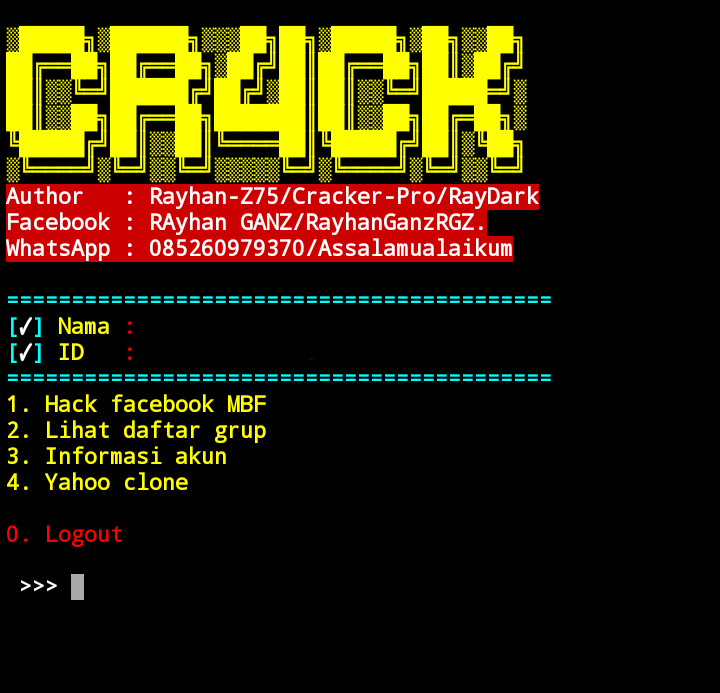 CR4CK
Author : Rayhan-Z75/Cracker-Pro/RayDark
Facebook : RAyhan GANZ/RayhanGanzRGZ.
WhatsApp : 085260979370/Assalamualaikum
==========================================
[✓] Nama :
[✓] ID :
==========================================
1. Hack facebook MBF
2. Lihat daftar grup
3. Informasi akun
4. Yahoo clone
0. Logout
>>>